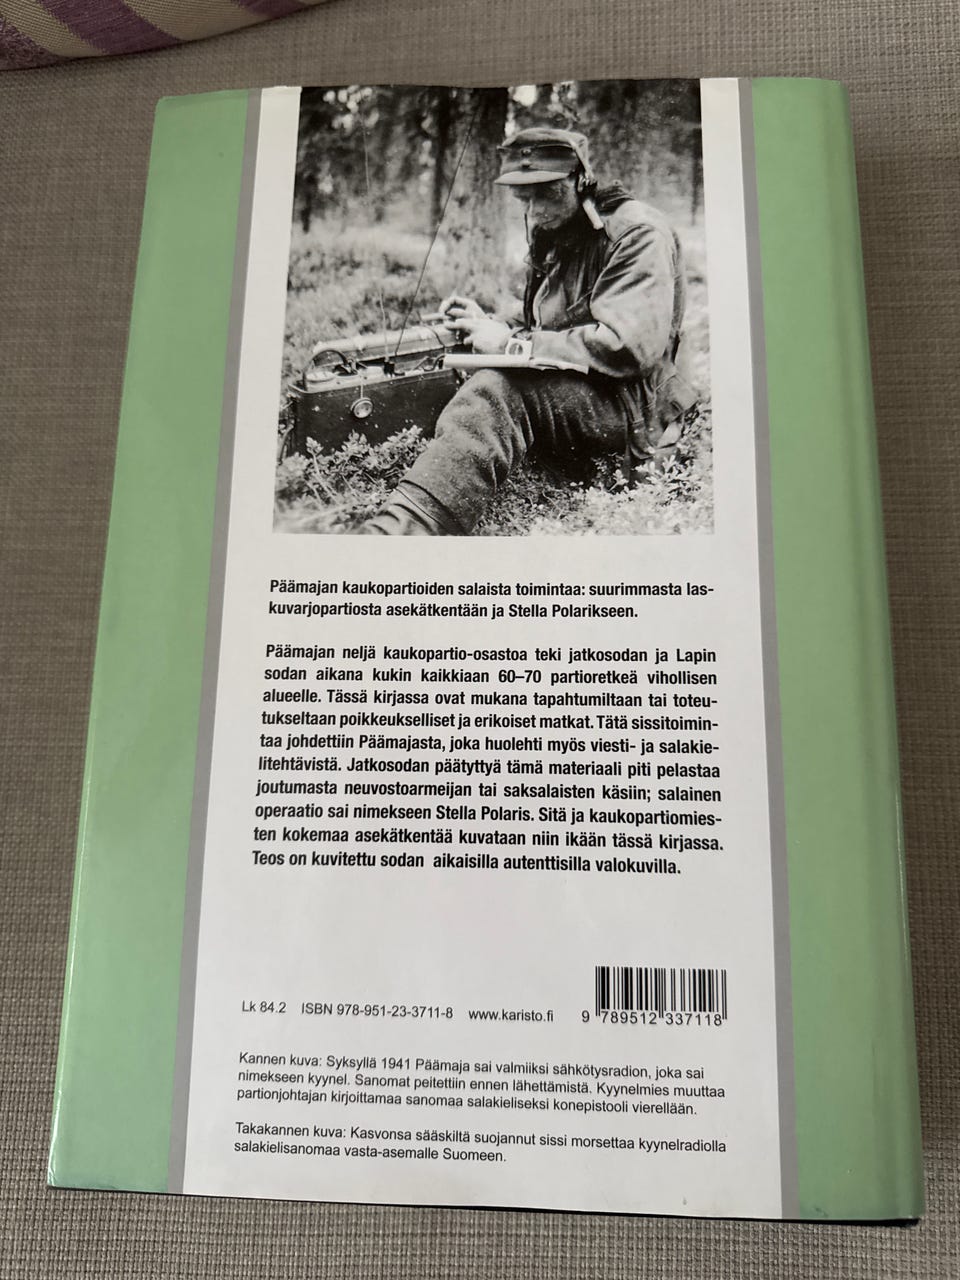 Päämajan kaukopartioiden salaista toimintaa: suurimmasta las-
kuvarjopartiosta asekätkentään ja Stella Polarikseen.
Päämajan neljä kaukopartio-osastoa teki jatkosodan ja Lapin
sodan aikana kukin kaikkiaan 60–70 partioretkeä vihollisen
alueelle. Tässä kirjassa ovat mukana tapahtumiltaan tai toteu-
tukseltaan poikkeukselliset ja erikoiset matkat. Tätä sissitoimin-
taa johdettiin Päämajasta, joka huolehti myös viesti- ja salakie-
litehtävistä. Jatkosodan päätyttyä tämä materiaali piti pelastaa
joutumasta neuvostoarmeijan tai saksalaisten käsiin; salainen
operaatio sai nimekseen Stella Polaris. Sitä ja kaukopartiomies-
ten kokemaa asekätkentää kuvataan niin ikään tässä kirjassa.
Teos on kuvitettu sodan aikaisilla autenttisilla valokuvilla.
Lk 84.2 ISBN 978-951-23-3711-8 www.karisto.fi
9 789512 337118
Kannen kuva: Syksyllä 1941 Päämaja sai valmiiksi sähkötysradion, joka sai
nimekseen kyynel. Sanomat peitettiin ennen lähettämistä. Kyynelmies muuttaa
partionjohtajan kirjoittamaa sanomaa salakieliseksi konepistooli vierellään.
Takakannen kuva: Kasvonsa sääskiltä suojannut sissi morsettaa kyynelradiolla
salakielisanomaa vasta-asemalle Suomeen.